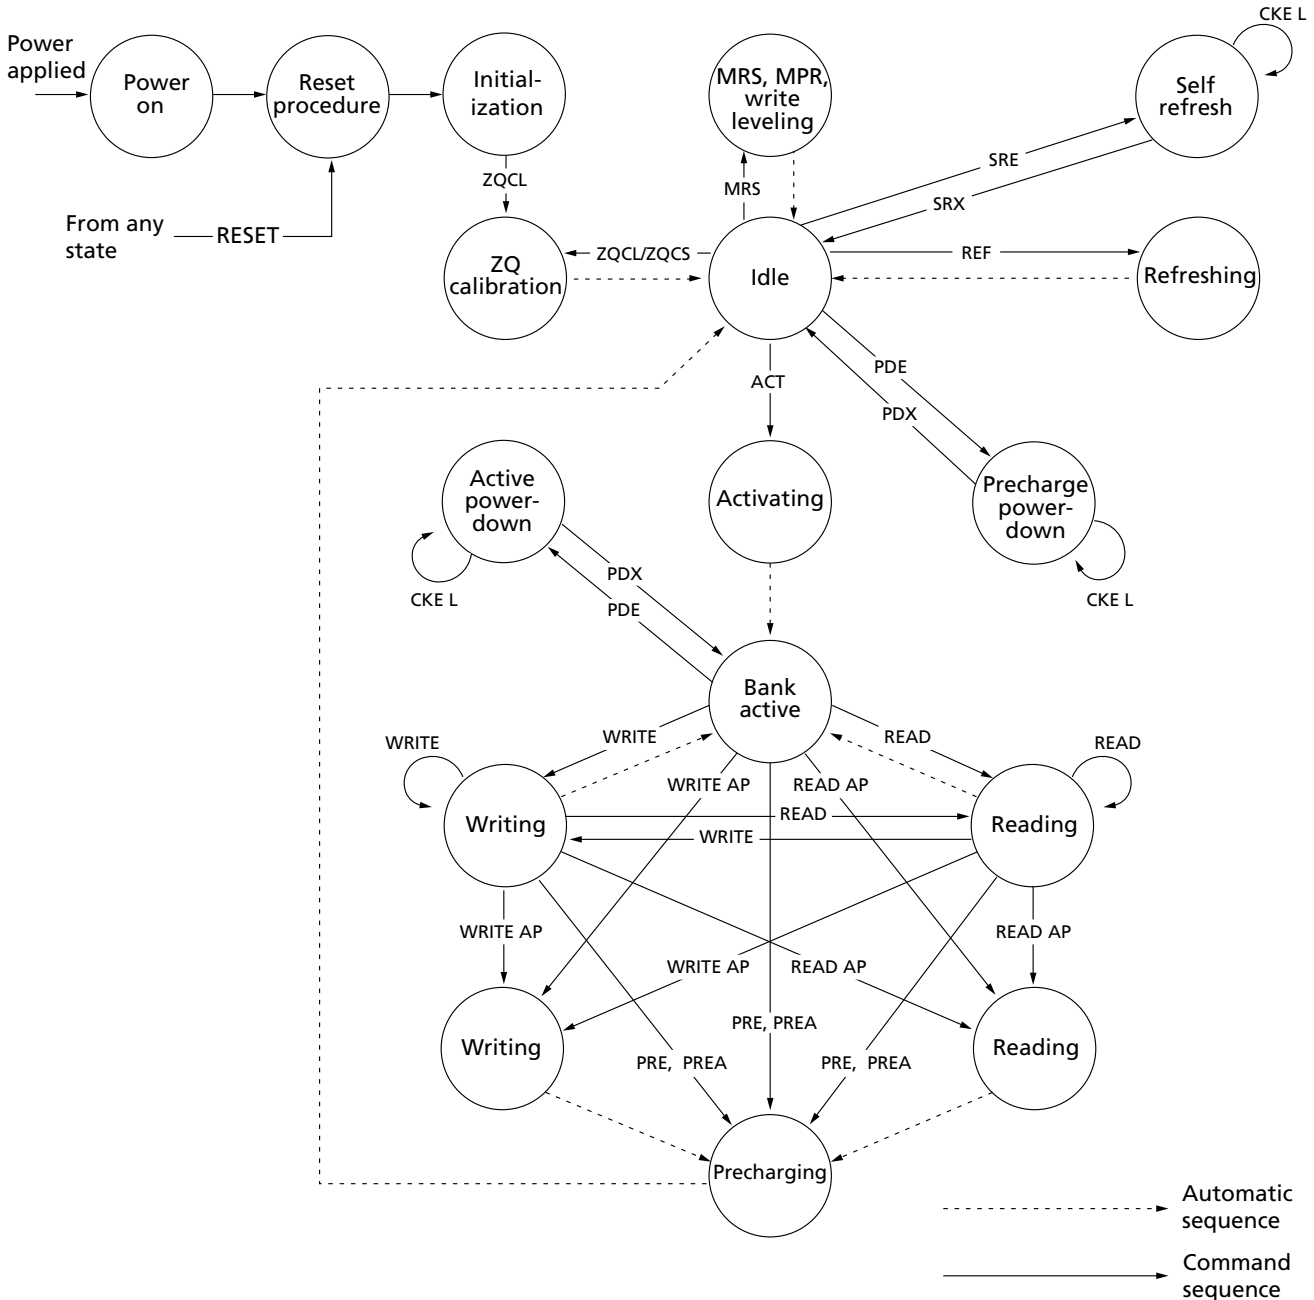 CKE L
Power
applied
Power
on
Reset
procedure
Initial-
ization
MRS, MPR,
write
leveling
Self
refresh
SRE
ZQCL
MRS
SRX
From any
state
RESET
ZQCL/ZQCS
REF
ZQ
calibration
Idle
Refreshing
PDE
ACT
PDX
Active
power-
down
Activating
Precharge
power-
down
PDX
CKE L
PDE
CKE L
Bank
active
WRITE
WRITE
READ
READ
WRITE AP
READ AP
READ
Writing
Reading
WRITE
WRITE AP
READ AP
WRITE AP
READ AP
PRE, PREA
Writing
Reading
PRE, PREA
PRE, PREA
Precharging
Automatic
sequence
Command
sequence